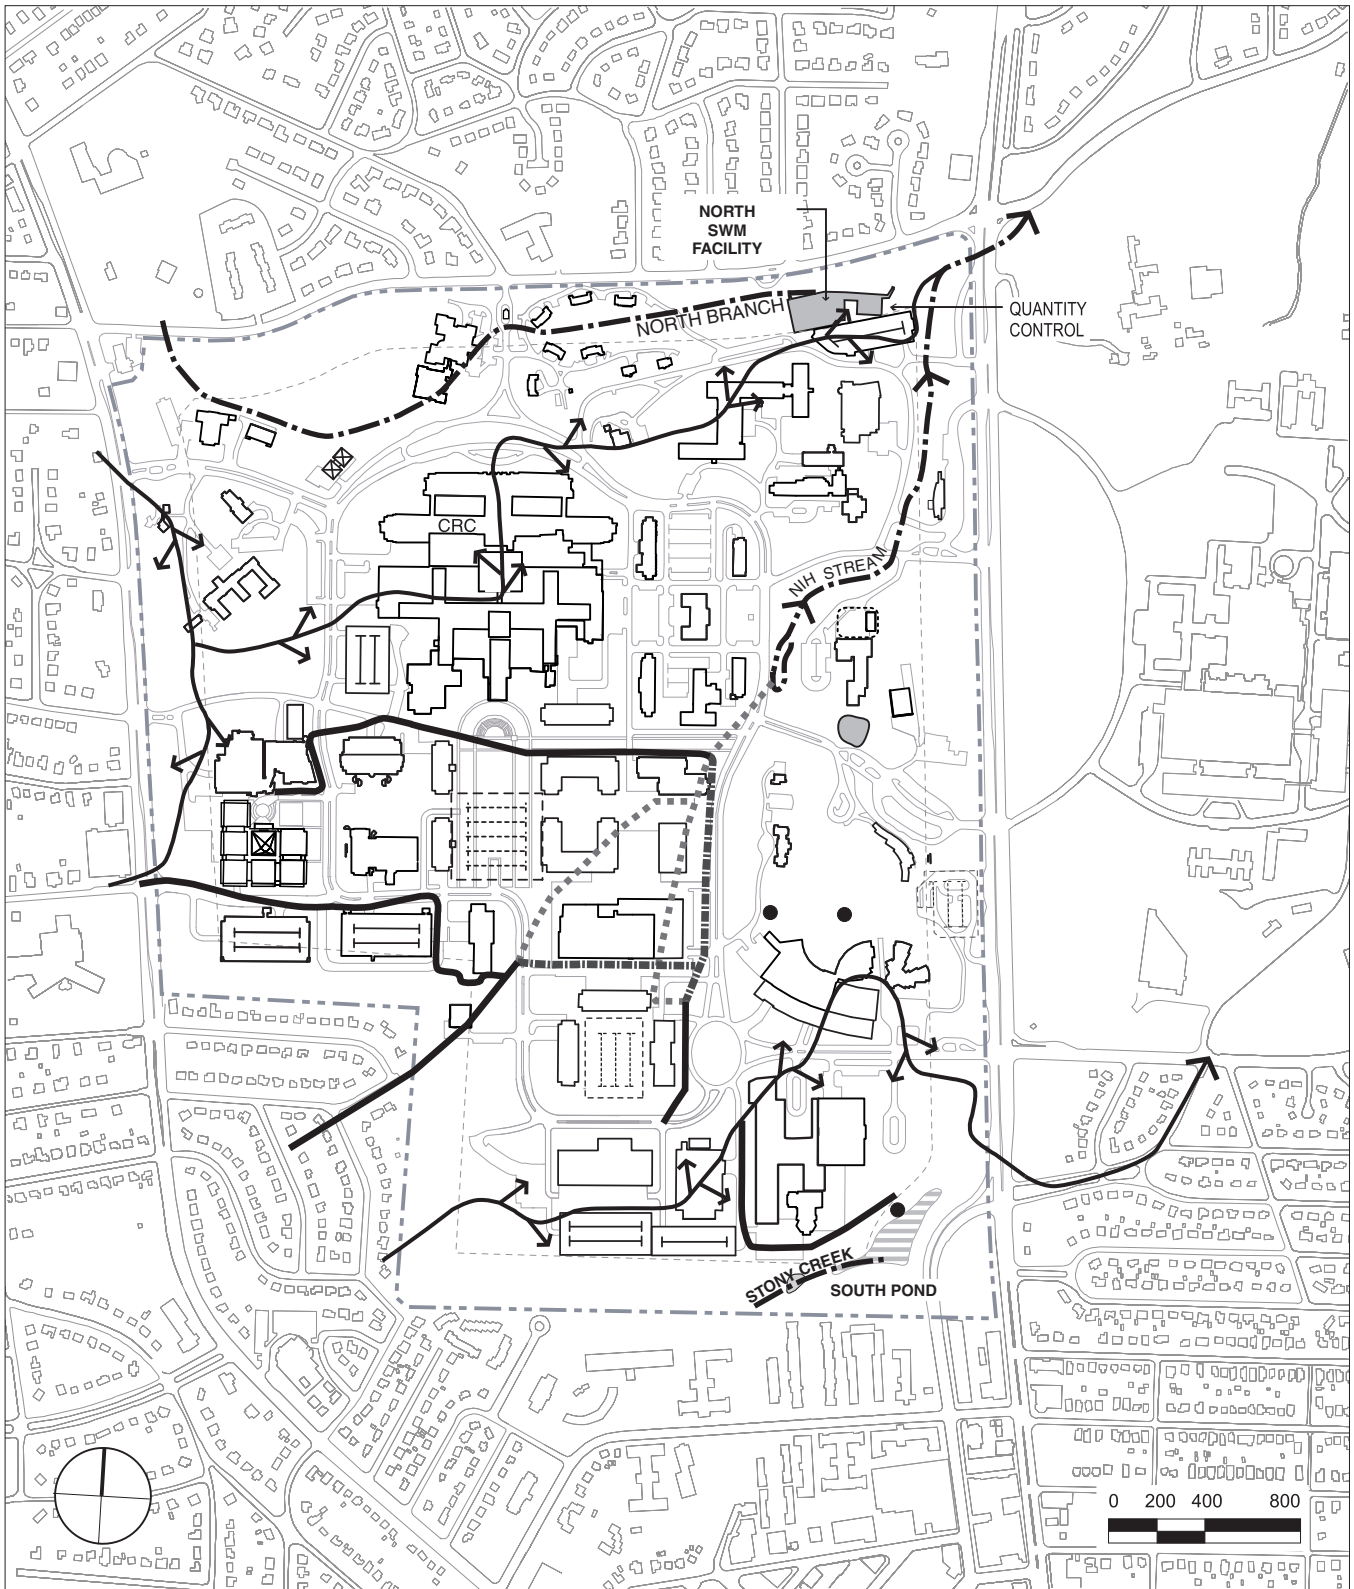 NORTH
SWM
FACILITY
NORTH BRANCH
QUANTITY
CONTROL
CRC
NIH STREAM
STONY CREEK
SOUTH POND
0 200 400 800